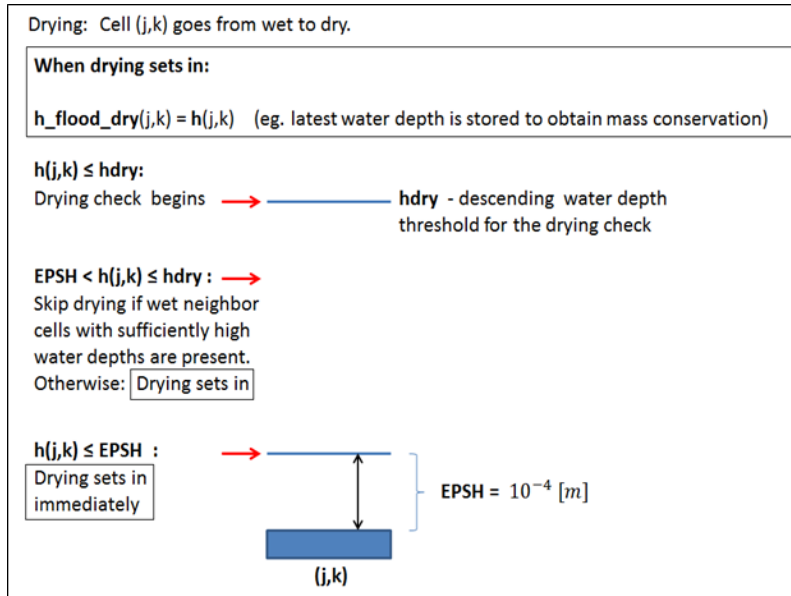 Drying: Cell (j,k) goes from wet to dry.
When drying sets in:
h_flood_dry(j,k) = h(j,k) (eg. latest water depth is stored to obtain mass conservation)
h(j,k) ≤ hdry:
Drying check begins
hdry - descending water depth
threshold for the drying check
EPSH < h(j,k) ≤ hdry :
Skip drying if wet neighbor
cells with sufficiently high
water depths are present.
Otherwise: Drying sets in
h(j,k) ≤ EPSH :
Drying sets in
immediately
EPSH = 10⁻⁴ [m]
(j,k)